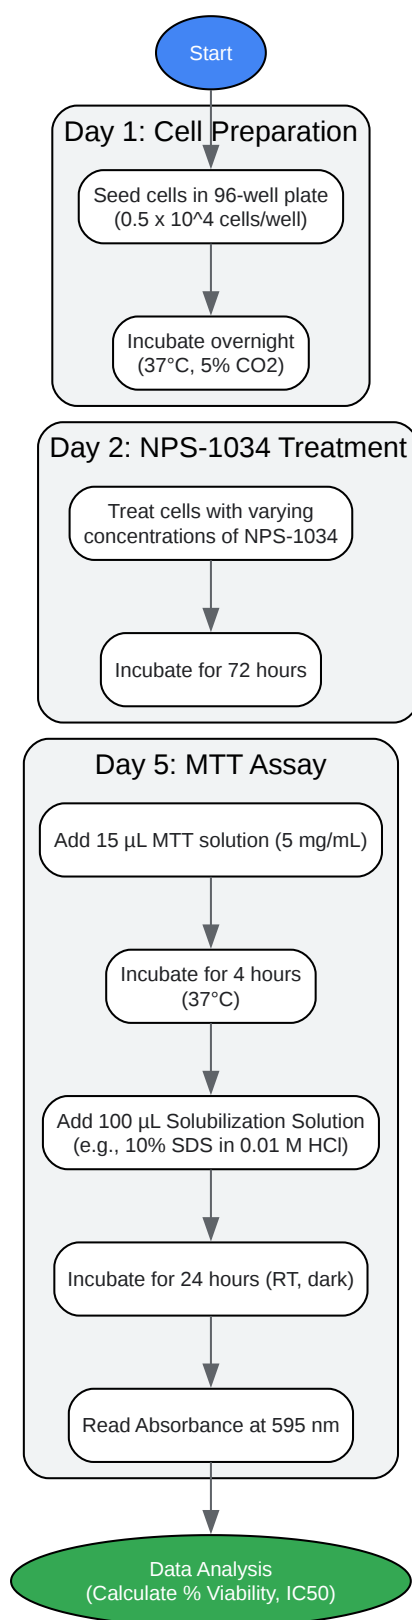 Start
Day 1: Cell Preparation
Seed cells in 96-well plate
(0.5 x 10^4 cells/well)
Incubate overnight
(37°C, 5% CO2)
Day 2: NPS-1034 Treatment
Treat cells with varying
concentrations of NPS-1034
Incubate for 72 hours
Day 5: MTT Assay
Add 15 µL MTT solution (5 mg/mL)
Incubate for 4 hours
(37°C)
Add 100 µL Solubilization Solution
(e.g., 10% SDS in 0.01 M HCl)
Incubate for 24 hours (RT, dark)
Read Absorbance at 595 nm
Data Analysis
(Calculate % Viability, IC50)